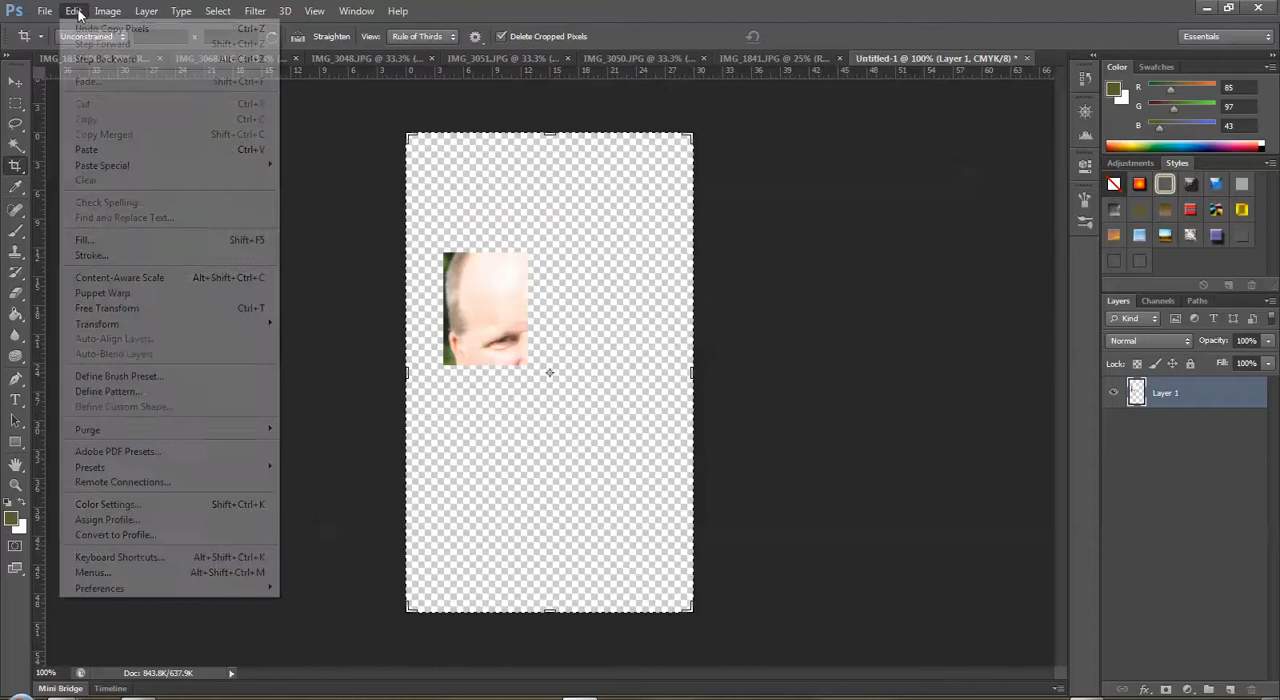 Ps File Edit Image Layer Type Select Filter 3D View Window Help
Unconstrained x Straighten View: Rule of Thirds Delete Cropped Pixels Essentials
IMG_3048.JPG @ 33.3% (... × IMG_3051.JPG @ 33.3% (... × IMG_3050.JPG @ 33.3% (... × IMG_1841.JPG @ 25% (R... × Untitled-1 @ 100% (Layer 1, CMYK/8) * ×
Undo Copy Pixels Ctrl+Z
Step Forward Shift+Ctrl+Z
Step Backward Alt+Ctrl+Z
Fade... Shift+Ctrl+F
Cut Ctrl+X
Copy Ctrl+C
Copy Merged Shift+Ctrl+C
Paste Ctrl+V
Paste Special
Clear
Check Spelling...
Find and Replace Text...
Fill... Shift+F5
Stroke...
Content-Aware Scale Alt+Shift+Ctrl+C
Puppet Warp
Free Transform Ctrl+T
Transform
Auto-Align Layers...
Auto-Blend Layers...
Define Brush Preset...
Define Pattern...
Define Custom Shape...
Purge
Adobe PDF Presets...
Presets
Remote Connections...
Color Settings... Shift+Ctrl+K
Assign Profile...
Convert to Profile...
Keyboard Shortcuts... Alt+Shift+Ctrl+K
Menus... Alt+Shift+Ctrl+M
Preferences
Color Swatches
R 85
G 97
B 43
Adjustments Styles
Layers Channels Paths
Kind
Normal Opacity: 100%
Lock: Fill: 100%
Layer 1
100% Doc: 843.8K/637.9K
Mini Bridge Timeline